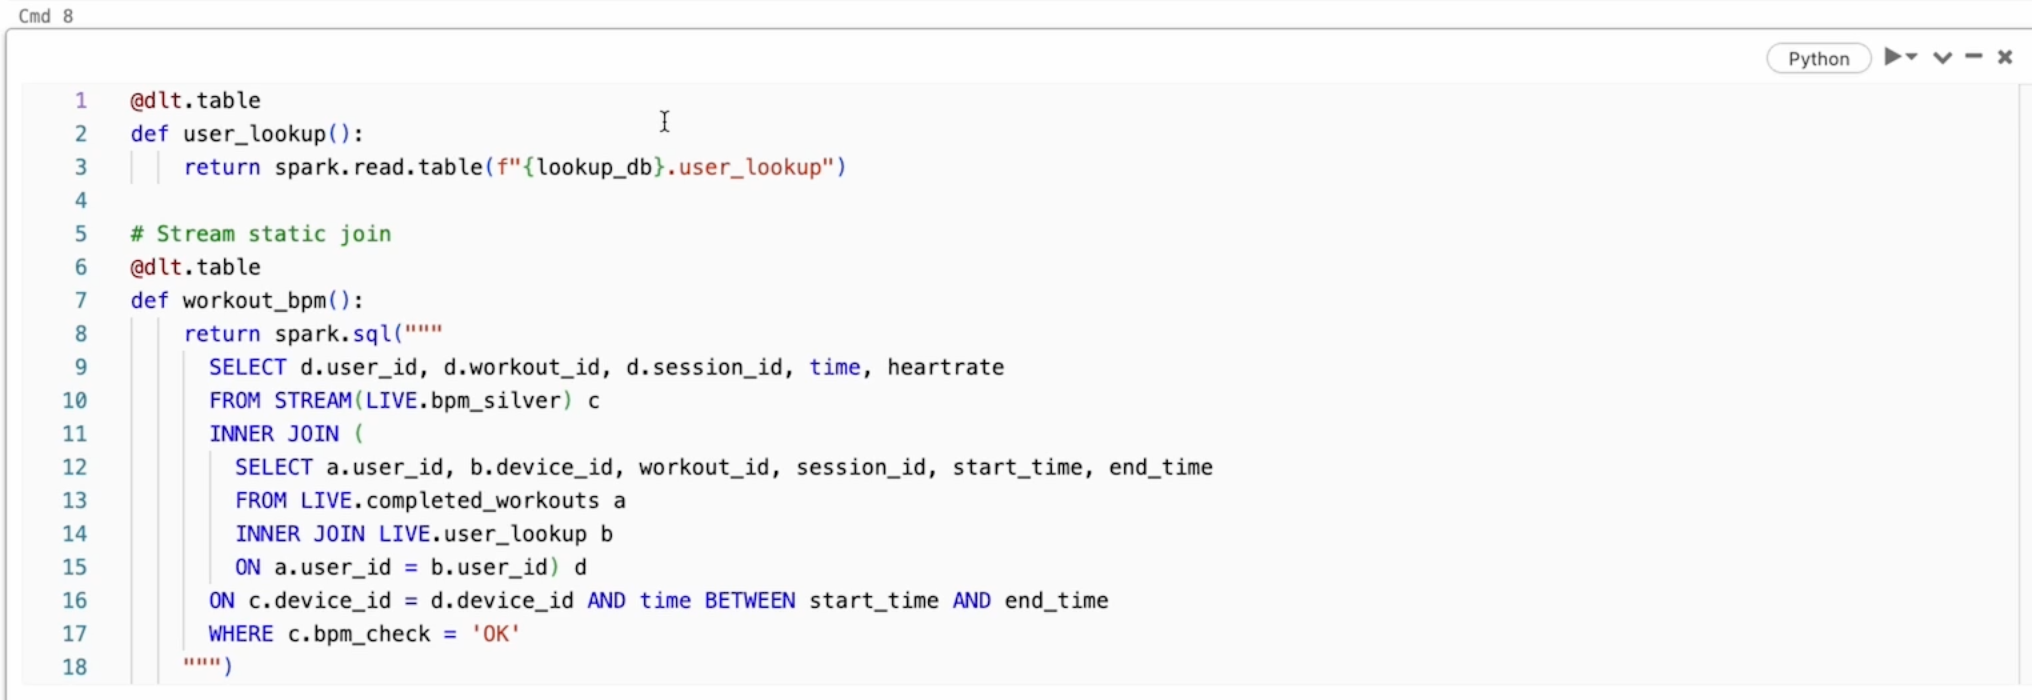 Cmd 8
Python
1 @dlt.table
2 def user_lookup():
3 return spark.read.table(f"{lookup_db}.user_lookup")
4
5 # Stream static join
6 @dlt.table
7 def workout_bpm():
8 return spark.sql("""
9 SELECT d.user_id, d.workout_id, d.session_id, time, heartrate
10 FROM STREAM(LIVE.bpm_silver) c
11 INNER JOIN (
12 SELECT a.user_id, b.device_id, workout_id, session_id, start_time, end_time
13 FROM LIVE.completed_workouts a
14 INNER JOIN LIVE.user_lookup b
15 ON a.user_id = b.user_id) d
16 ON c.device_id = d.device_id AND time BETWEEN start_time AND end_time
17 WHERE c.bpm_check = 'OK'
18 """)